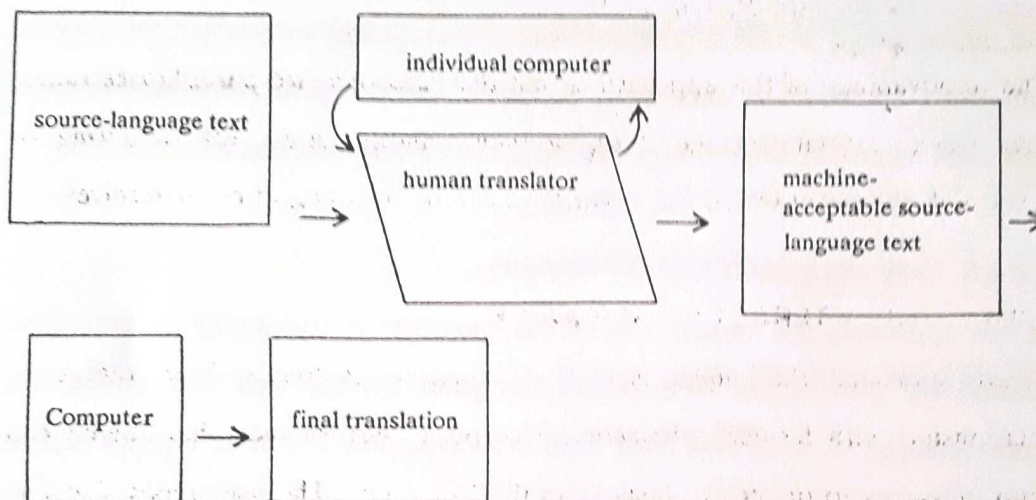 source-language text
individual computer
human translator
machine-
acceptable source-
language text
Computer
final translation